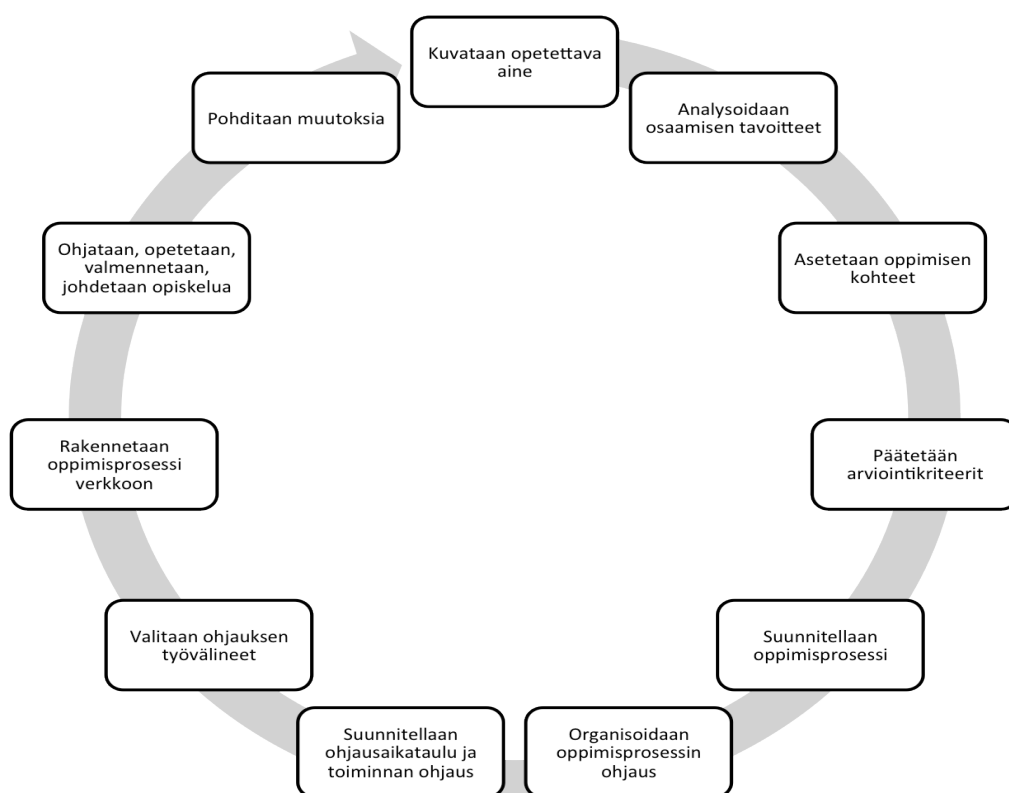 Kuvataan opetettava
aine
Analysoidaan
osaamisen tavoitteet
Asetetaan oppimisen
kohteet
Päätetään
arviointikriteerit
Suunnitellaan
oppimisprosessi
Organisoidaan
oppimisprosessin
ohjaus
Suunnitellaan
ohjausaikataulu ja
toiminnan ohjaus
Valitaan ohjauksen
työvälineet
Rakennetaan
oppimisprosessi
verkkoon
Ohjataan, opetetaan,
valmennetaan,
johdetaan opiskelua
Pohditaan muutoksia